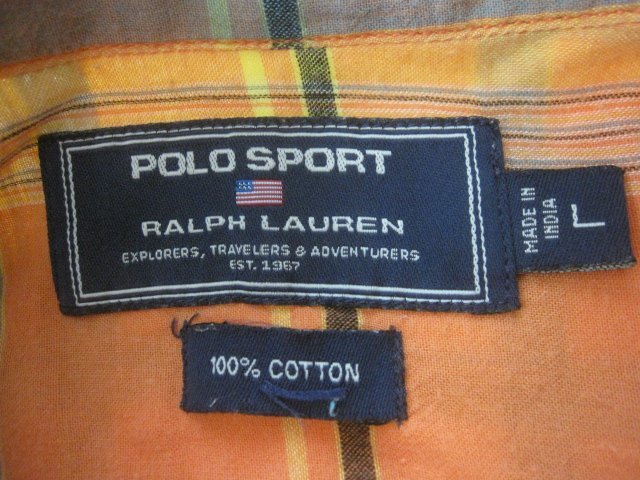 POLO SPORT
RALPH LAUREN
EXPLORERS, TRAVELERS & ADVENTURERS
EST. 1967
MADE IN
INDIA
L
100% COTTON